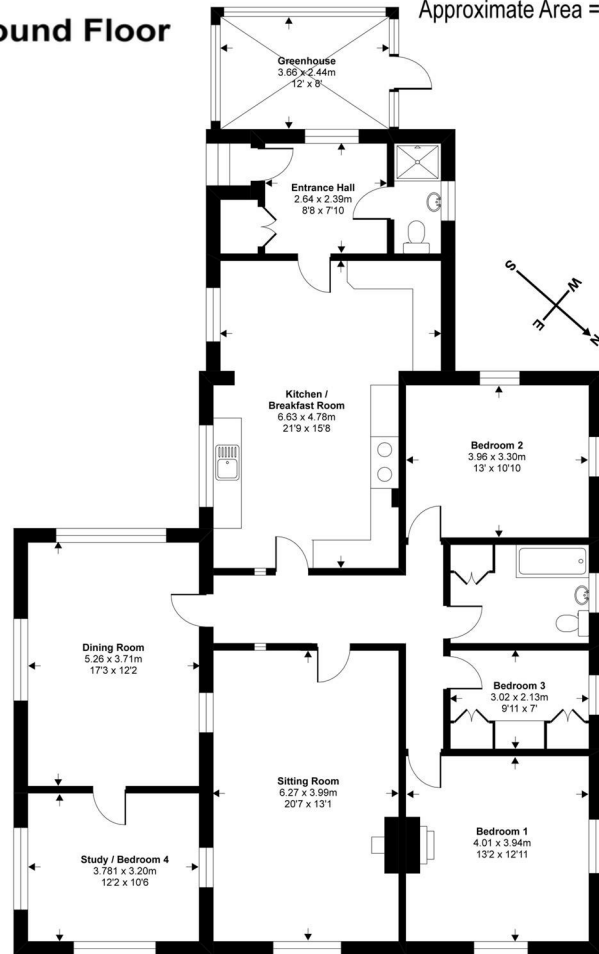 ound Floor
Approximate Area =
Greenhouse
3.66 x 2.44m
12' x 8'
Entrance Hall
2.64 x 2.39m
8'8 x 7'10
S
W
E
N
Kitchen /
Breakfast Room
6.63 x 4.78m
21'9 x 15'8
Bedroom 2
3.96 x 3.30m
13' x 10'10
Dining Room
5.26 x 3.71m
17'3 x 12'2
Bedroom 3
3.02 x 2.13m
9'11 x 7'
Sitting Room
6.27 x 3.99m
20'7 x 13'1
Bedroom 1
4.01 x 3.94m
13'2 x 12'11
Study / Bedroom 4
3.781 x 3.20m
12'2 x 10'6